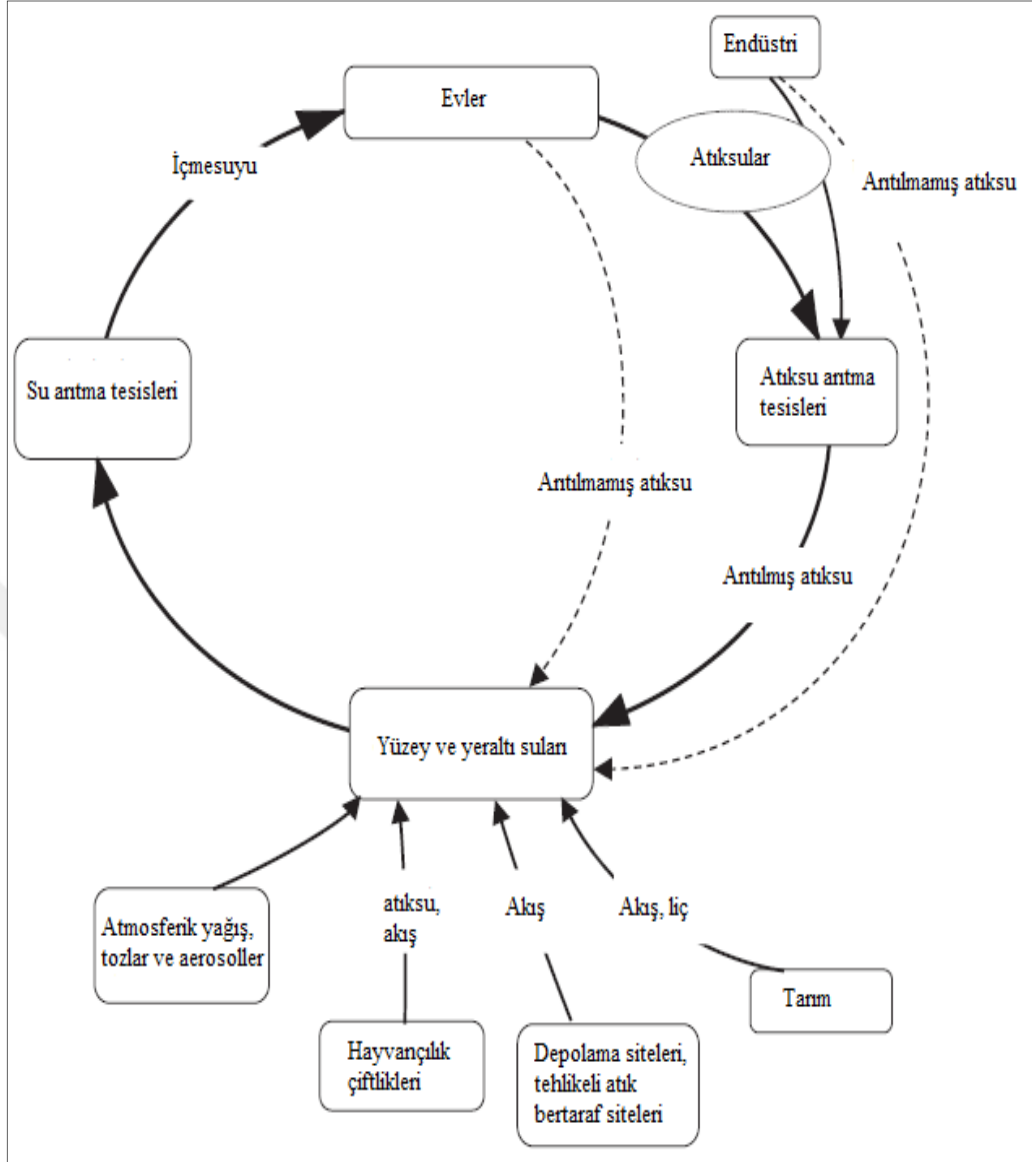 Endüstri
Evler
Atıksular
İçmesuyu
Arıtılmamış atıksu
Su arıtma tesisleri
Atıksu arıtma
tesisleri
Arıtılmamış atıksu
Arıtılmış atıksu
Yüzey ve yeraltı suları
atıksu,
akış
Akış
Akış, liç
Atmosferik yağış,
tozlar ve aerosoller
Tarım
Hayvançılık
çiftlikleri
Depolama siteleri,
tehlikeli atık
bertaraf siteleri